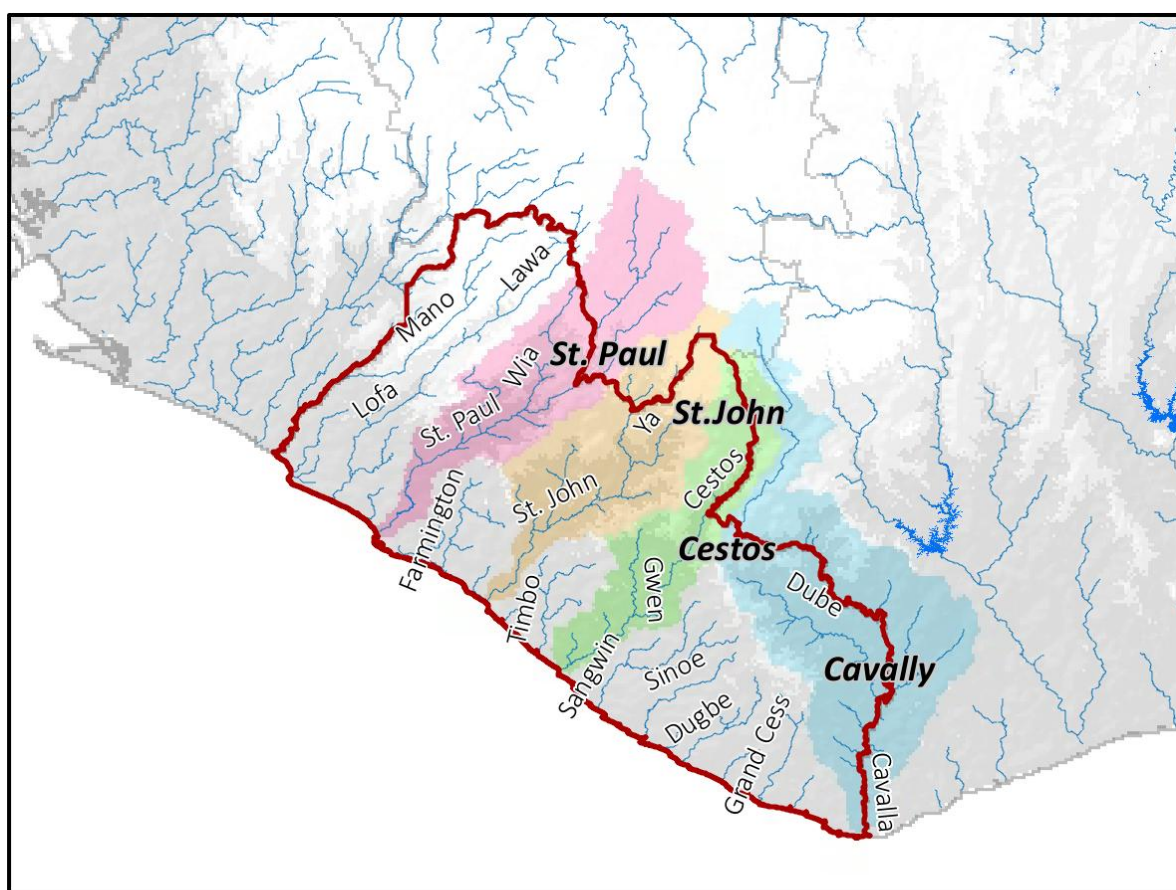 Lawa
Mano
Wia
St. Paul
Lofa
St. Paul
Ya
St.John
Cestos
St. John
Farmington
Cestos
Gwen
Dube
Timbo
Sangwin
Sinoe
Cavally
Dugbe
Grand Cess
Cavalla